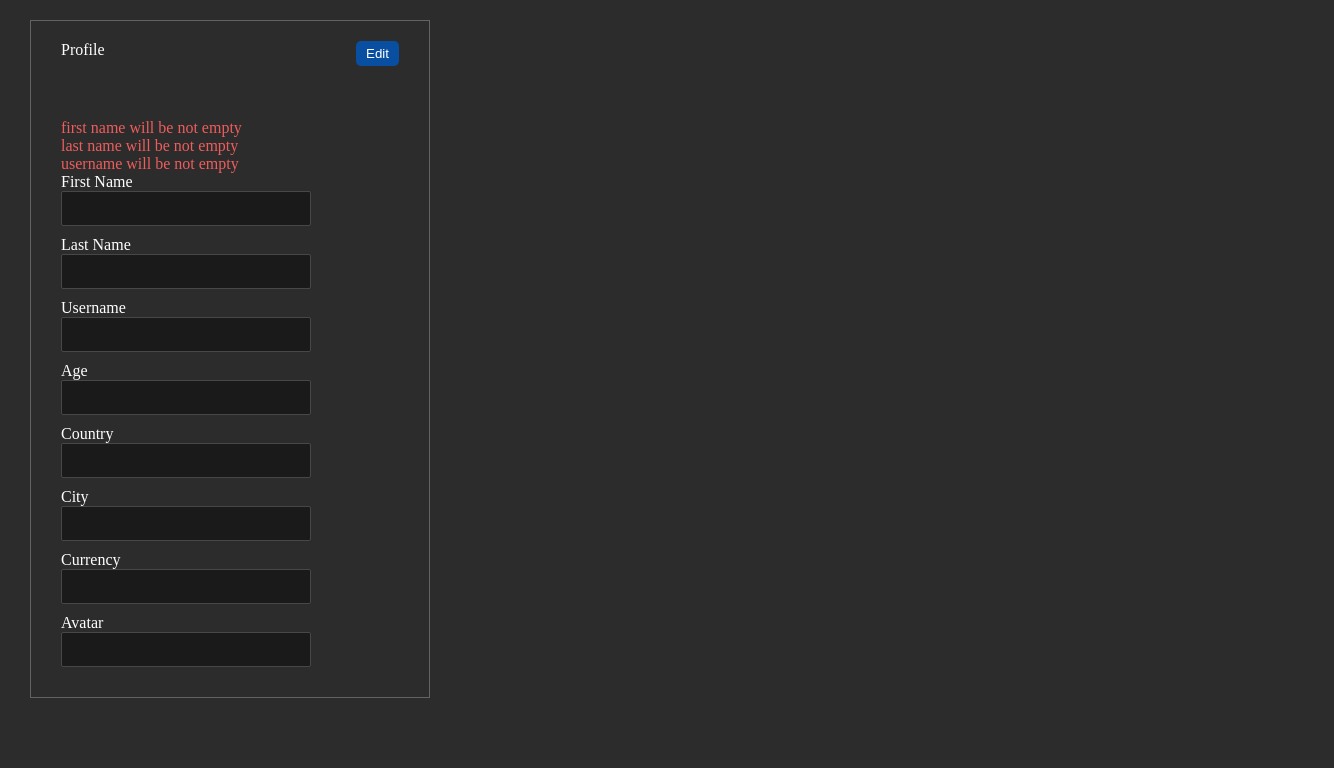 Profile
Edit
first name will be not empty
last name will be not empty
username will be not empty
First Name
Last Name
Username
Age
Country
City
Currency
Avatar